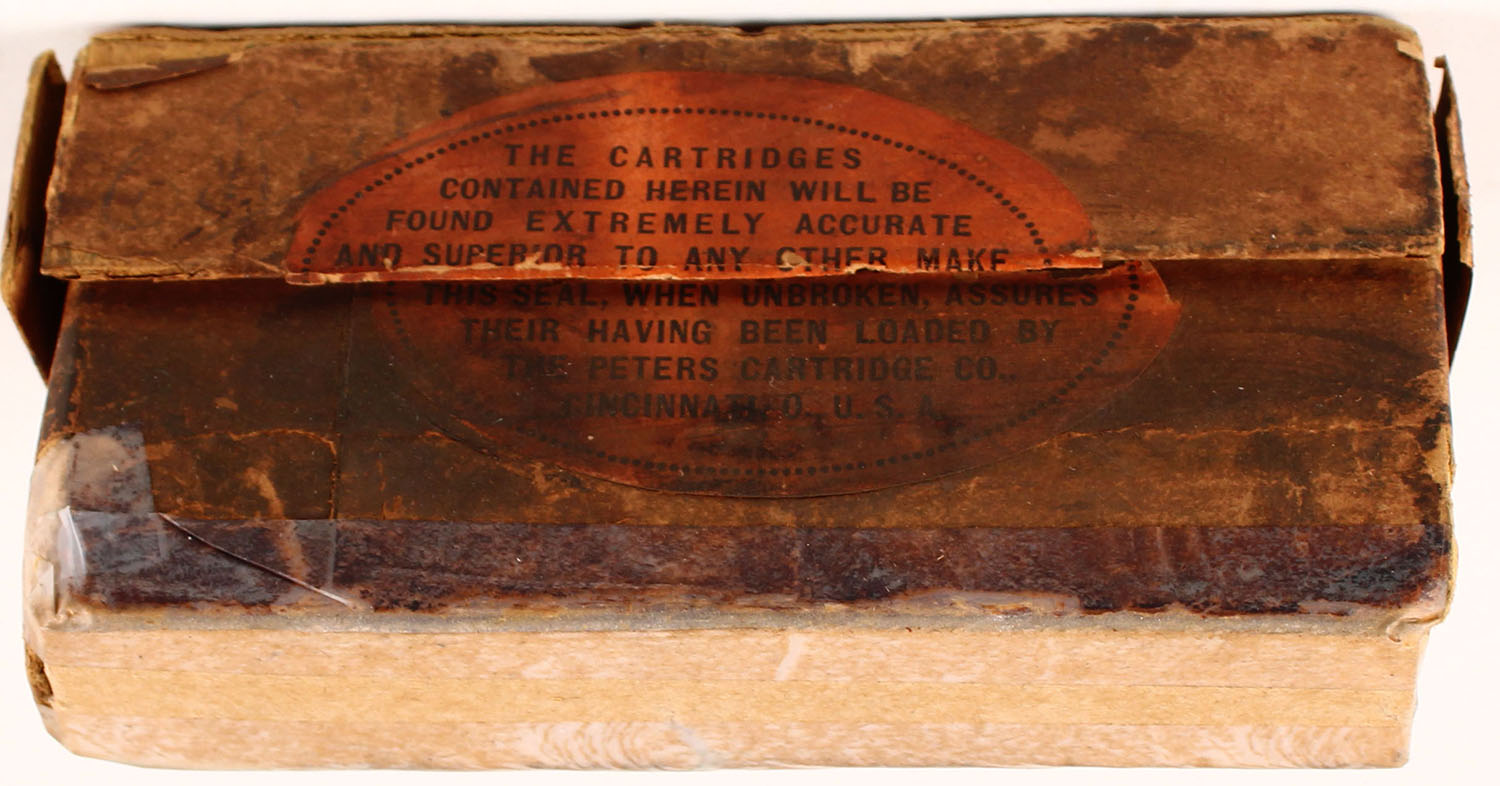 THE CARTRIDGES
CONTAINED HEREIN WILL BE
FOUND EXTREMELY ACCURATE
AND SUPERIOR TO ANY OTHER MAKE
THIS SEAL, WHEN UNBROKEN, ASSURES
THEIR HAVING BEEN LOADED BY
THE PETERS CARTRIDGE CO.,
CINCINNATI, O., U. S. A.